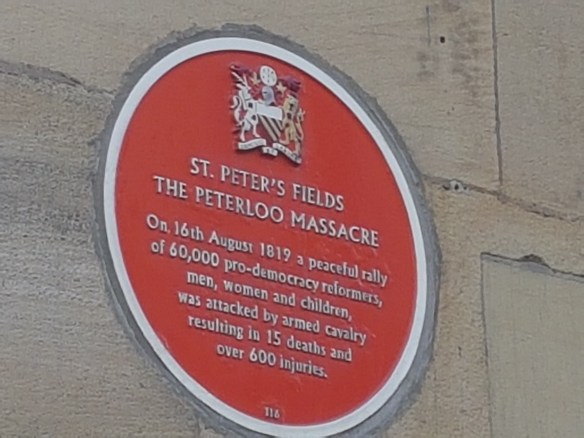 ST. PETER'S FIELDS
THE PETERLOO MASSACRE
On 16th August 1819 a peaceful rally
of 60,000 pro-democracy reformers,
men, women and children,
was attacked by armed cavalry
resulting in 15 deaths and
over 600 injuries.
116